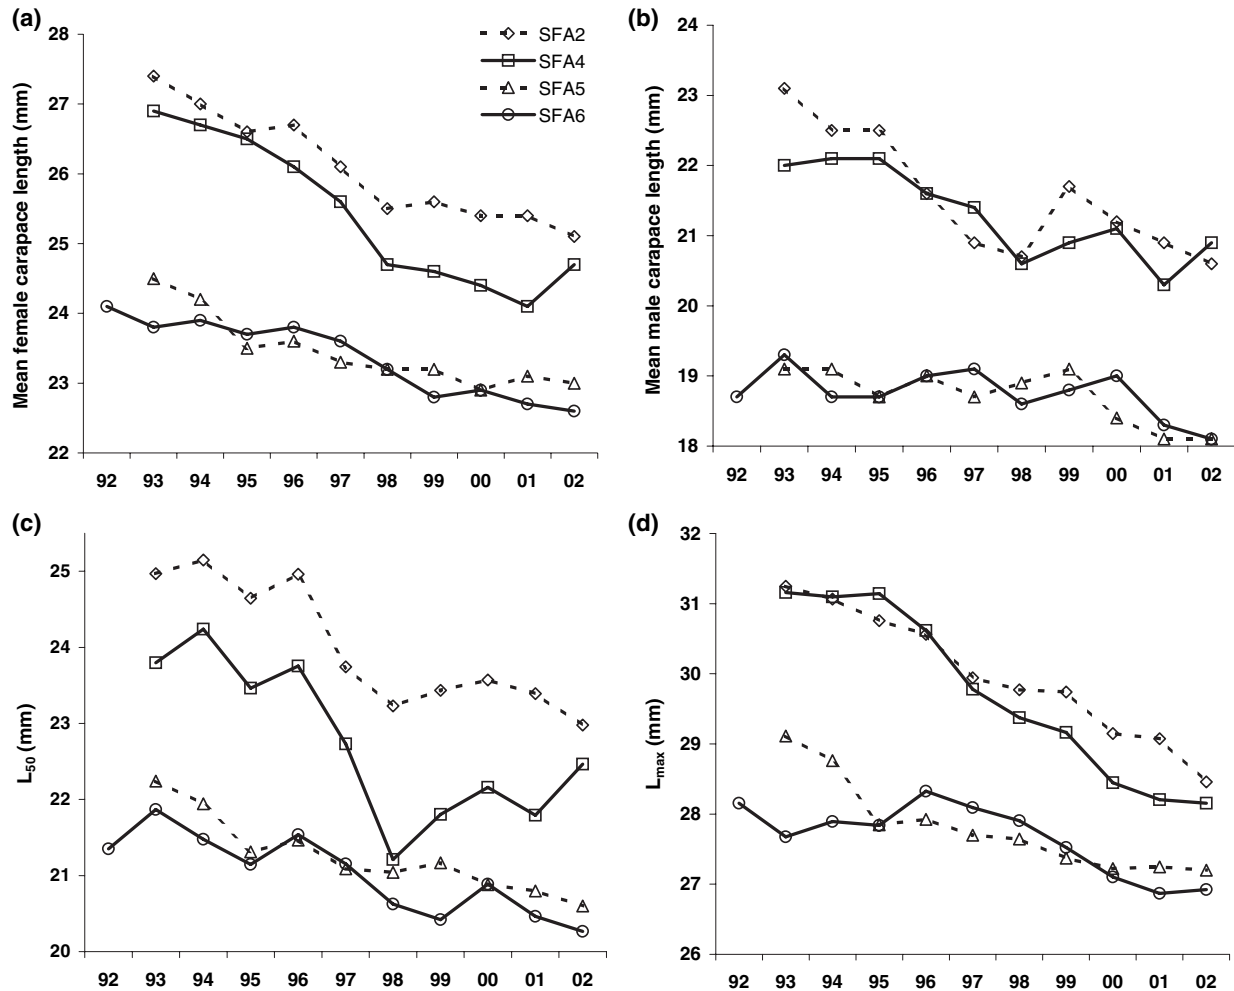 (a)
Mean female carapace length (mm)
28
27
26
25
24
23
22
92 93 94 95 96 97 98 99 00 01 02
SFA2
SFA4
SFA5
SFA6
(b)
Mean male carapace length (mm)
24
23
22
21
20
19
18
92 93 94 95 96 97 98 99 00 01 02
(c)
L50 (mm)
25
24
23
22
21
20
92 93 94 95 96 97 98 99 00 01 02
(d)
Lmax (mm)
32
31
30
29
28
27
26
92 93 94 95 96 97 98 99 00 01 02